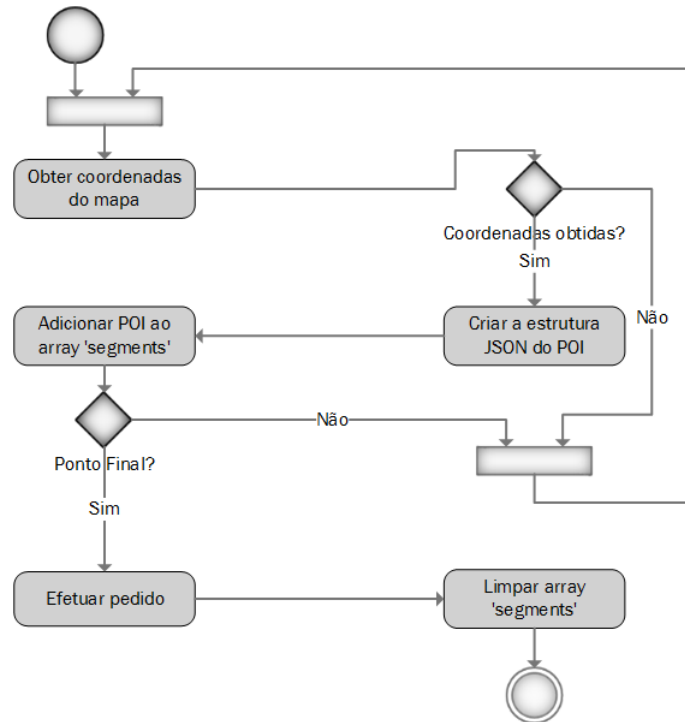 Obter coordenadas
do mapa
Coordenadas obtidas?
Sim
Não
Criar a estrutura
JSON do POI
Adicionar POI ao
array 'segments'
Não
Ponto Final?
Sim
Efetuar pedido
Limpar array
'segments'